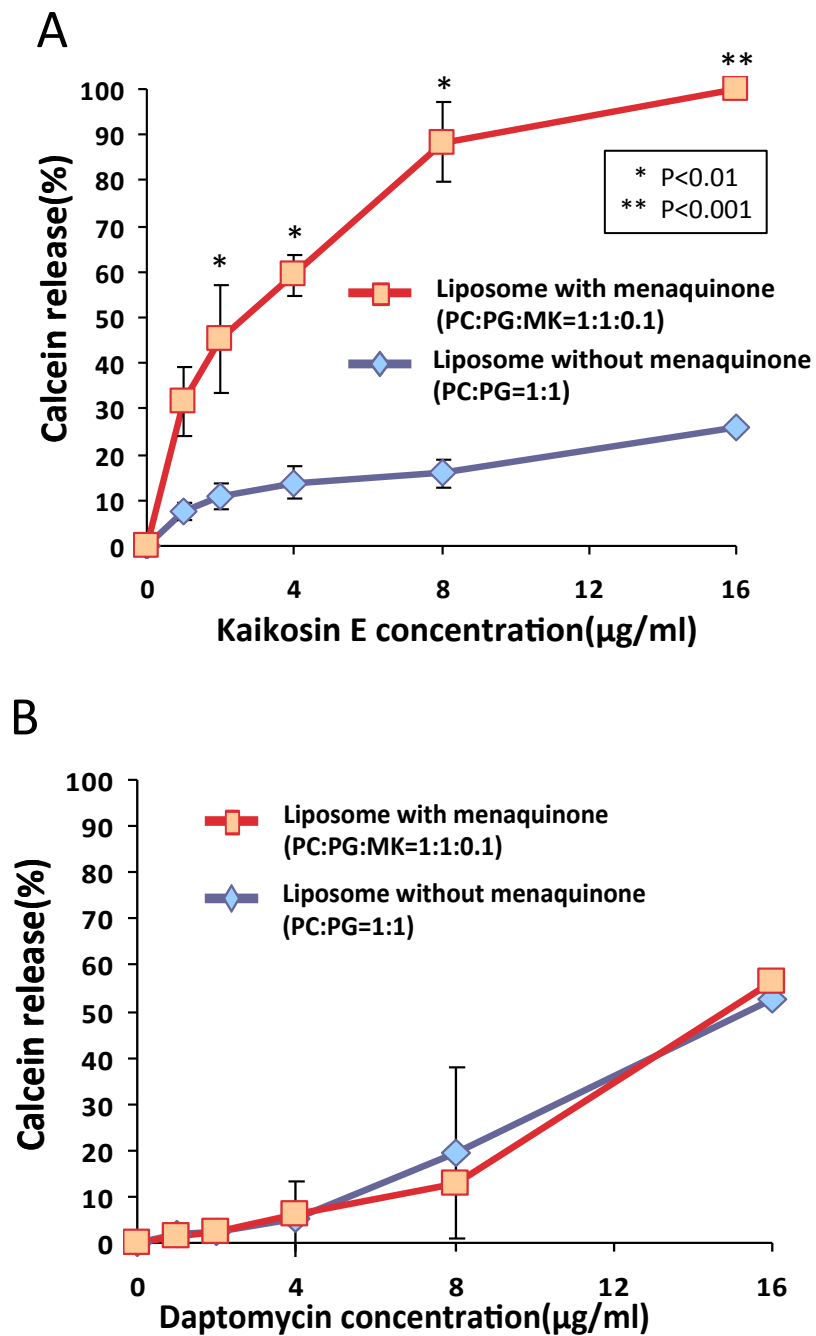 A
*
**
*
*
100
90
80
70
60
50
40
30
20
10
0
Calcein release(%)
* P<0.01
** P<0.001
Liposome with menaquinone
(PC:PG:MK=1:1:0.1)
Liposome without menaquinone
(PC:PG=1:1)
0 4 8 12 16
Kaikosin E concentration(μg/ml)
B
100
90
80
70
60
50
40
30
20
10
0
Calcein release(%)
Liposome with menaquinone
(PC:PG:MK=1:1:0.1)
Liposome without menaquinone
(PC:PG=1:1)
0 4 8 12 16
Daptomycin concentration(μg/ml)